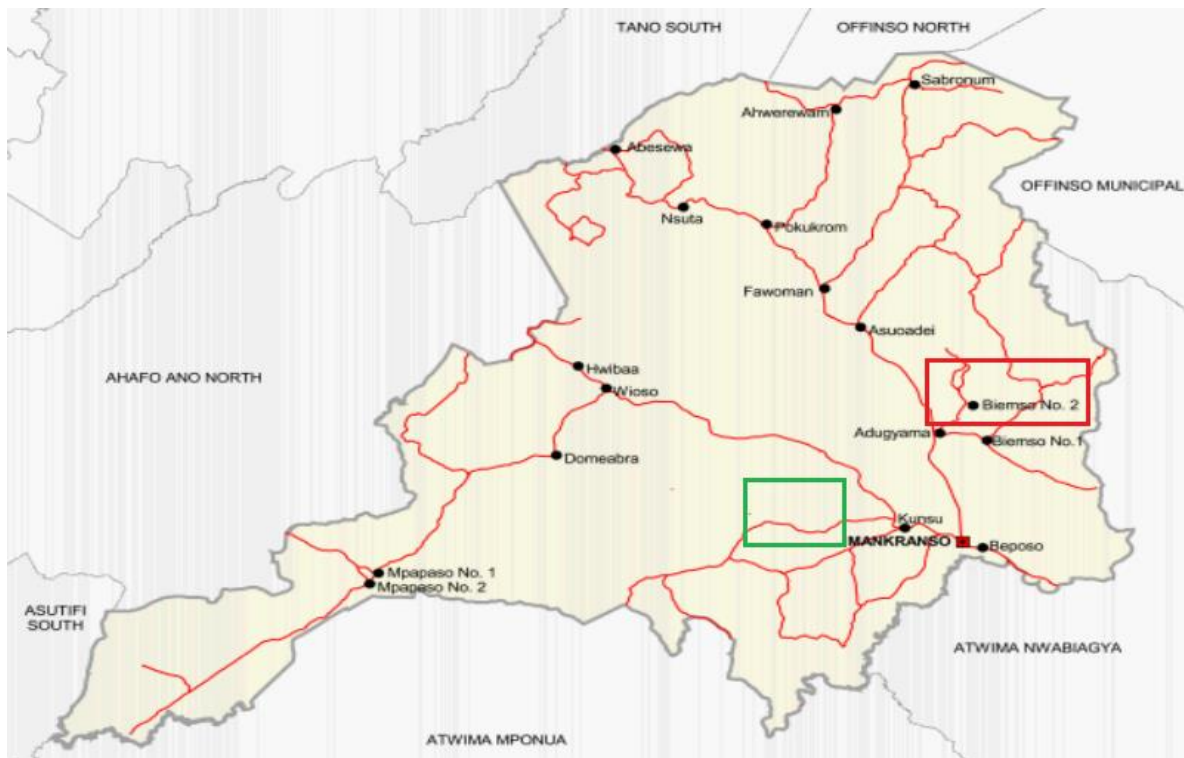 TANO SOUTH
OFFINSO NORTH
Sabronum
Ahwerewam
Abesewa
OFFINSO MUNICIPAL
Nsuta
Pokukrom
Fawoman
Asuoadei
AHAFO ANO NORTH
Hwibaa
Wioso
Biemso No. 2
Adugyama
Biemso No.1
Domeabra
Kunsu
MANKRANSO
Beposo
Mpapaso No. 1
Mpapaso No. 2
ASUTIFI
SOUTH
ATWIMA NWABIAGYA
ATWIMA MPONUA